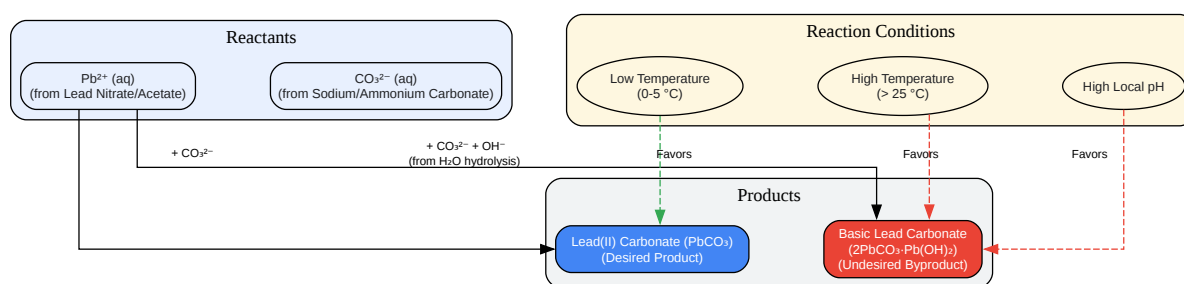 Reactants
Pb²⁺ (aq)
(from Lead Nitrate/Acetate)
CO₃²⁻ (aq)
(from Sodium/Ammonium Carbonate)
Reaction Conditions
Low Temperature
(0-5 °C)
High Temperature
(> 25 °C)
High Local pH
+ CO₃²⁻
+ CO₃²⁻ + OH⁻
(from H2O hydrolysis)
Favors
Favors
Favors
Products
Lead(II) Carbonate (PbCO₃)
(Desired Product)
Basic Lead Carbonate
(2PbCO₃·Pb(OH)₂)
(Undesired Byproduct)